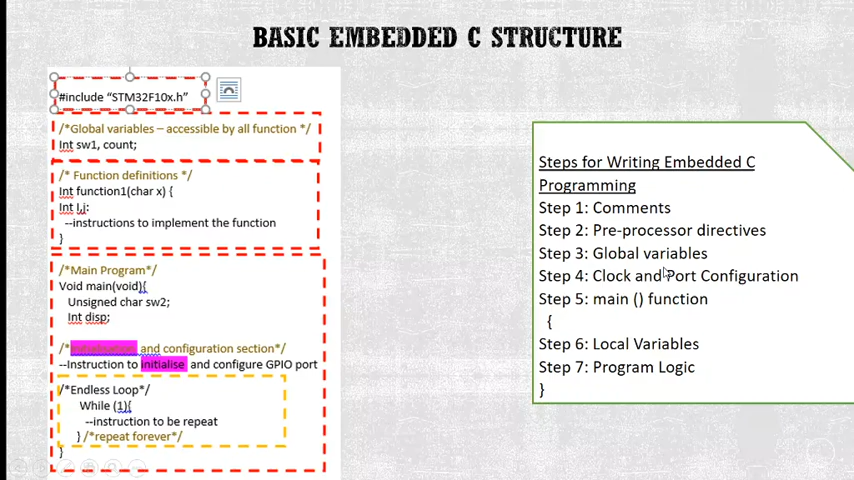 BASIC EMBEDDED C STRUCTURE
#include “STM32F10x.h”
/*Global variables – accessible by all function */
Int sw1, count;
/* Function definitions */
Int function1(char x) {
Int I,j:
--instructions to implement the function
}
/*Main Program*/
Void main(void){
Unsigned char sw2;
Int disp;
/*Initialisation and configuration section*/
--Instruction to initialise and configure GPIO port
/*Endless Loop*/
While (1){
--instruction to be repeat
} /*repeat forever*/
}
Steps for Writing Embedded C
Programming
Step 1: Comments
Step 2: Pre-processor directives
Step 3: Global variables
Step 4: Clock and Port Configuration
Step 5: main () function
{
Step 6: Local Variables
Step 7: Program Logic
}